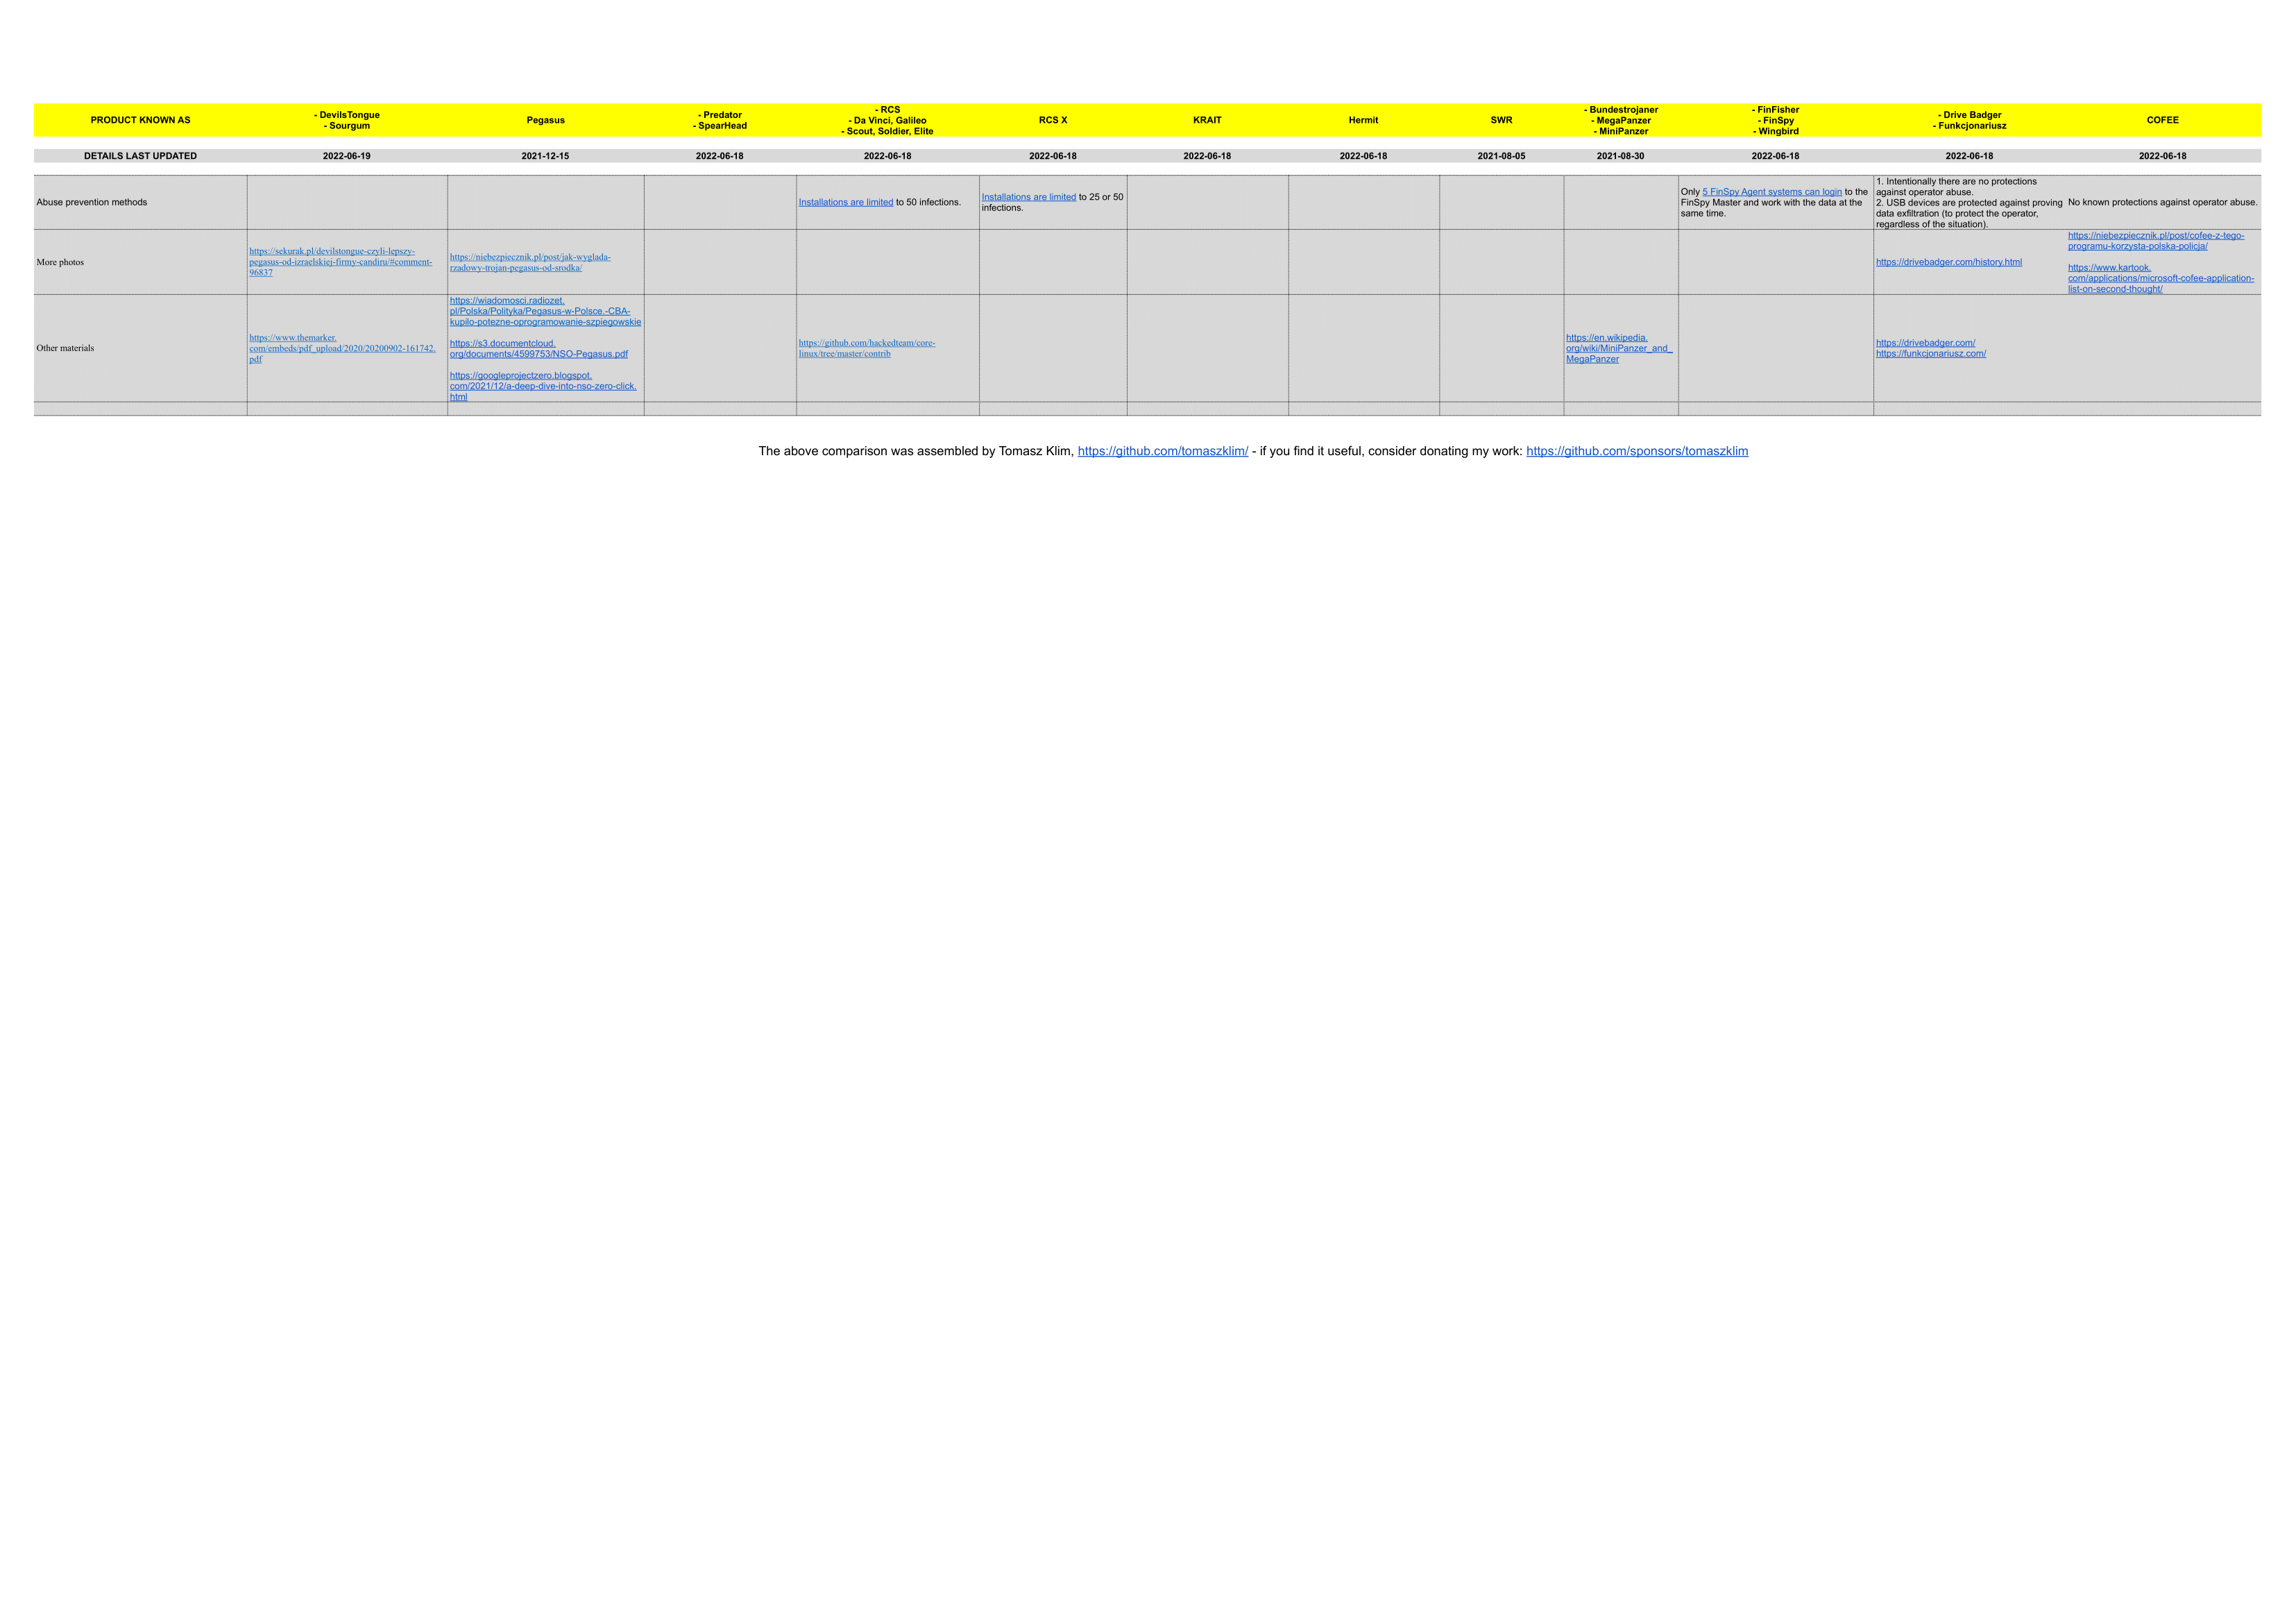 PRODUCT KNOWN AS
- DevilsTongue
- Sourgum
Pegasus
- Predator
- SpearHead
- RCS
- Da Vinci, Galileo
- Scout, Soldier, Elite
RCS X
KRAIT
Hermit
SWR
- Bundestrojaner
- MegaPanzer
- MiniPanzer
- FinFisher
- FinSpy
- Wingbird
- Drive Badger
- Funkcjonariusz
COFEE
DETAILS LAST UPDATED
2022-06-19
2021-12-15
2022-06-18
2022-06-18
2022-06-18
2022-06-18
2022-06-18
2021-08-05
2021-08-30
2022-06-18
2022-06-18
2022-06-18
Abuse prevention methods
Installations are limited to 50 infections.
Installations are limited to 25 or 50
infections.
Only 5 FinSpy Agent systems can login to the
FinSpy Master and work with the data at the
same time.
1. Intentionally there are no protections
against operator abuse.
2. USB devices are protected against proving
data exfiltration (to protect the operator,
regardless of the situation).
No known protections against operator abuse.
More photos
https://sekurak.pl/devilstongue-czyli-lepszy-
pegasus-od-izraelskiej-firmy-candiru/#comment-
96837
https://niebezpiecznik.pl/post/jak-wyglada-
rzadowy-trojan-pegasus-od-srodka/
https://drivebadger.com/history.html
https://niebezpiecznik.pl/post/cofee-z-tego-
programu-korzysta-polska-policja/
https://www.kartook.
com/applications/microsoft-cofee-application-
list-on-second-thought/
Other materials
https://www.themarker.
com/embeds/pdf_upload/2020/20200902-161742.
pdf
https://wiadomosci.radiozet.
pl/Polska/Polityka/Pegasus-w-Polsce.-CBA-
kupilo-potezne-oprogramowanie-szpiegowskie
https://s3.documentcloud.
org/documents/4599753/NSO-Pegasus.pdf
https://googleprojectzero.blogspot.
com/2021/12/a-deep-dive-into-nso-zero-click.
html
https://github.com/hackedteam/core-
linux/tree/master/contrib
https://en.wikipedia.
org/wiki/MiniPanzer_and_
MegaPanzer
https://drivebadger.com/
https://funkcjonariusz.com/
The above comparison was assembled by Tomasz Klim, https://github.com/tomaszklim/ - if you find it useful, consider donating my work: https://github.com/sponsors/tomaszklim